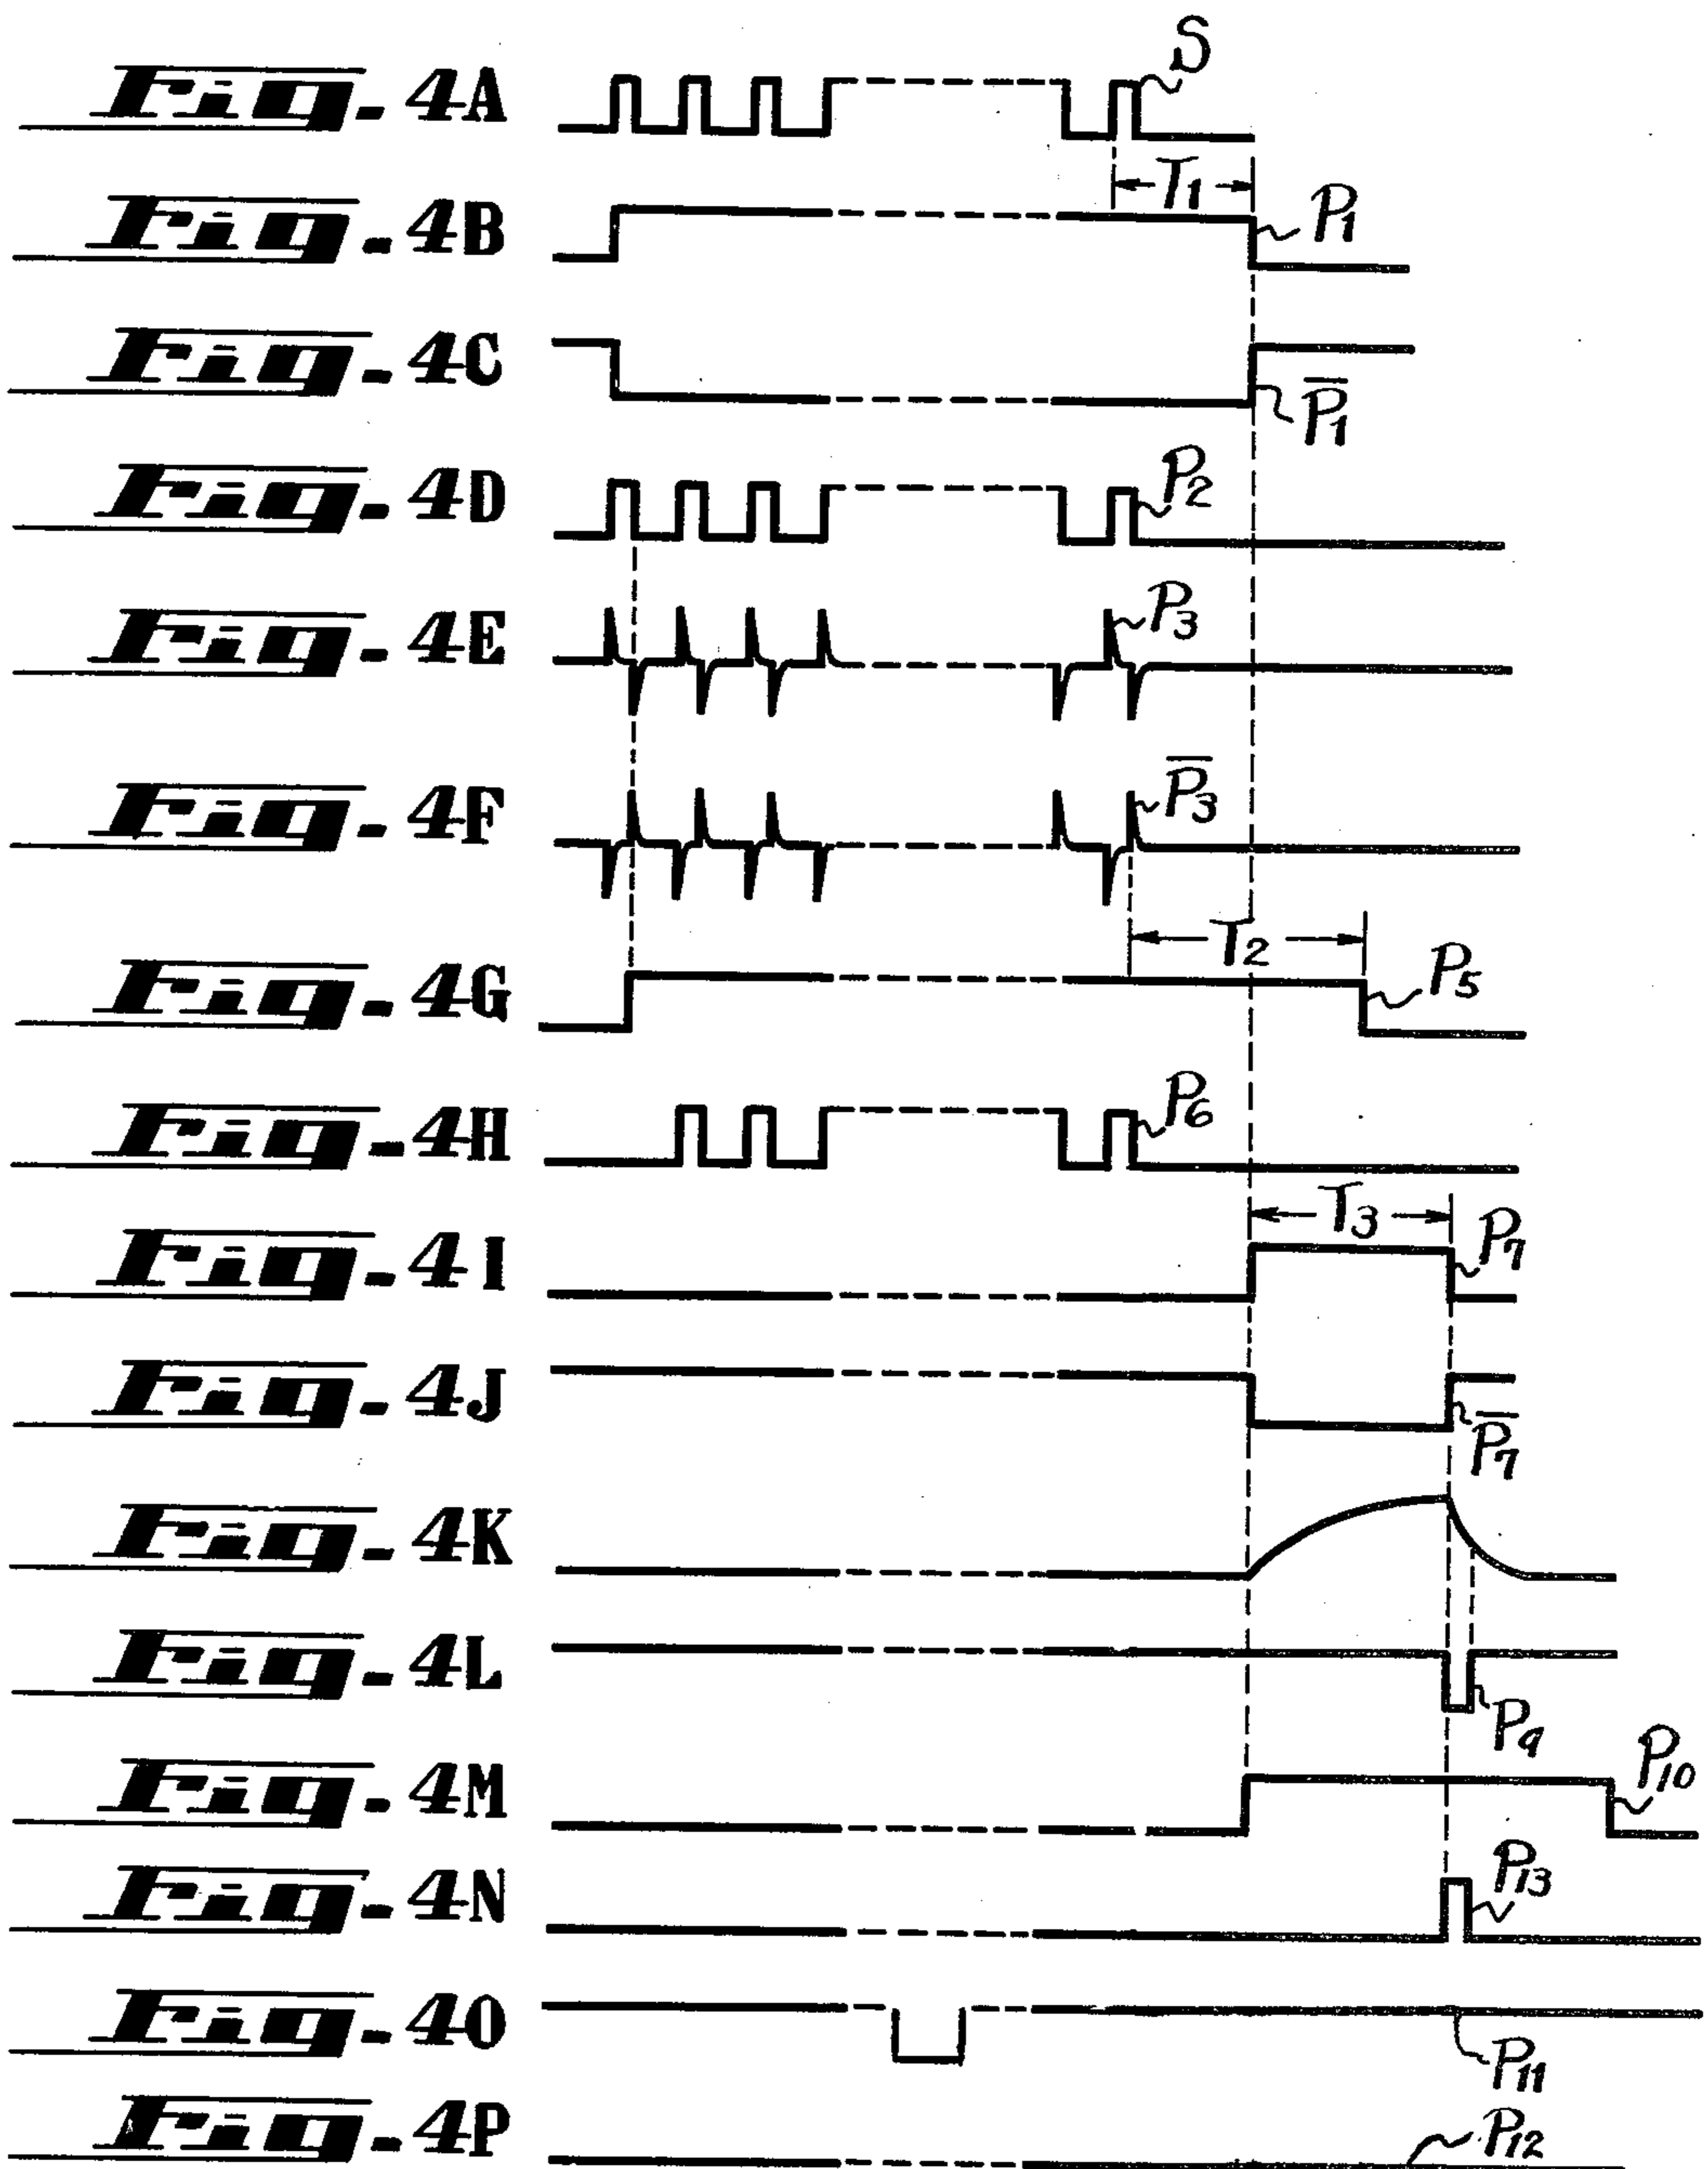 Fig. 4A S
T1
Fig. 4B P1
Fig. 4C P̅1
Fig. 4D P2
Fig. 4E P3
Fig. 4F P̅3
T2
Fig. 4G P5
Fig. 4H P6
T3
Fig. 4I P7
Fig. 4J P̅7
Fig. 4K
Fig. 4L P9
Fig. 4M P10
Fig. 4N P13
Fig. 4O P11
Fig. 4P P12